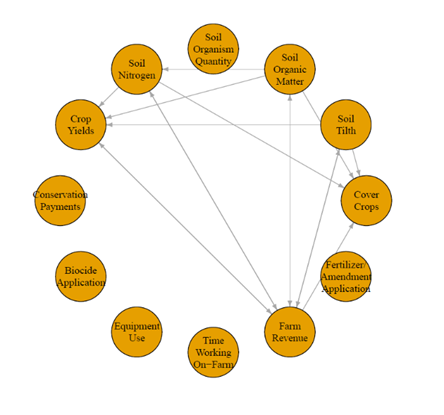 Soil
Organism
Quantity
Soil
Organic
Matter
Soil
Tilth
Cover
Crops
Fertilizer/
Amendment
Application
Farm
Revenue
Time
Working
On−Farm
Equipment
Use
Biocide
Application
Conservation
Payments
Crop
Yields
Soil
Nitrogen